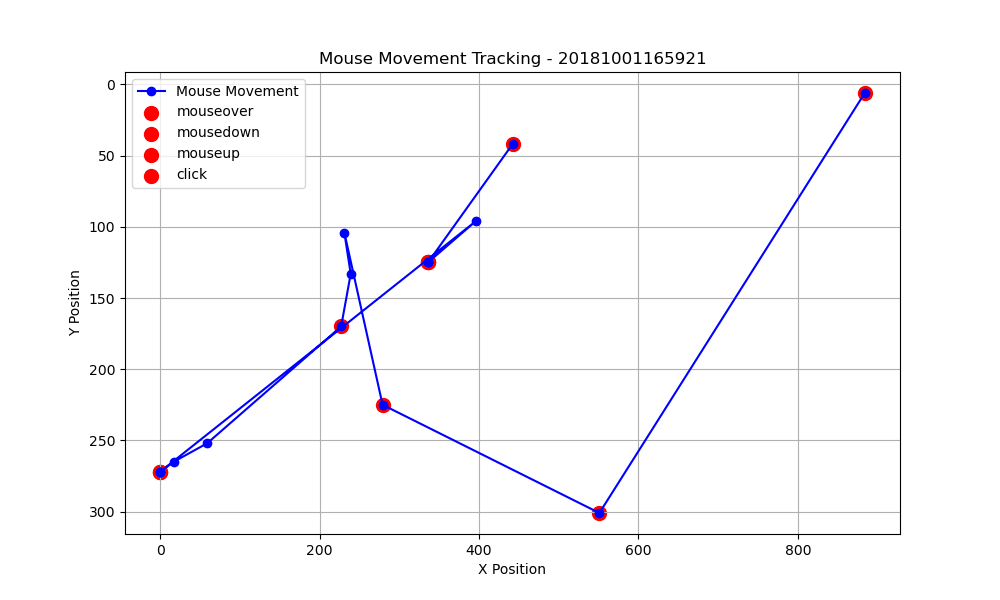 Mouse Movement Tracking - 20181001165921
Mouse Movement
mouseover
mousedown
mouseup
click
0
50
100
150
200
250
300
Y Position
0 200 400 600 800
X Position